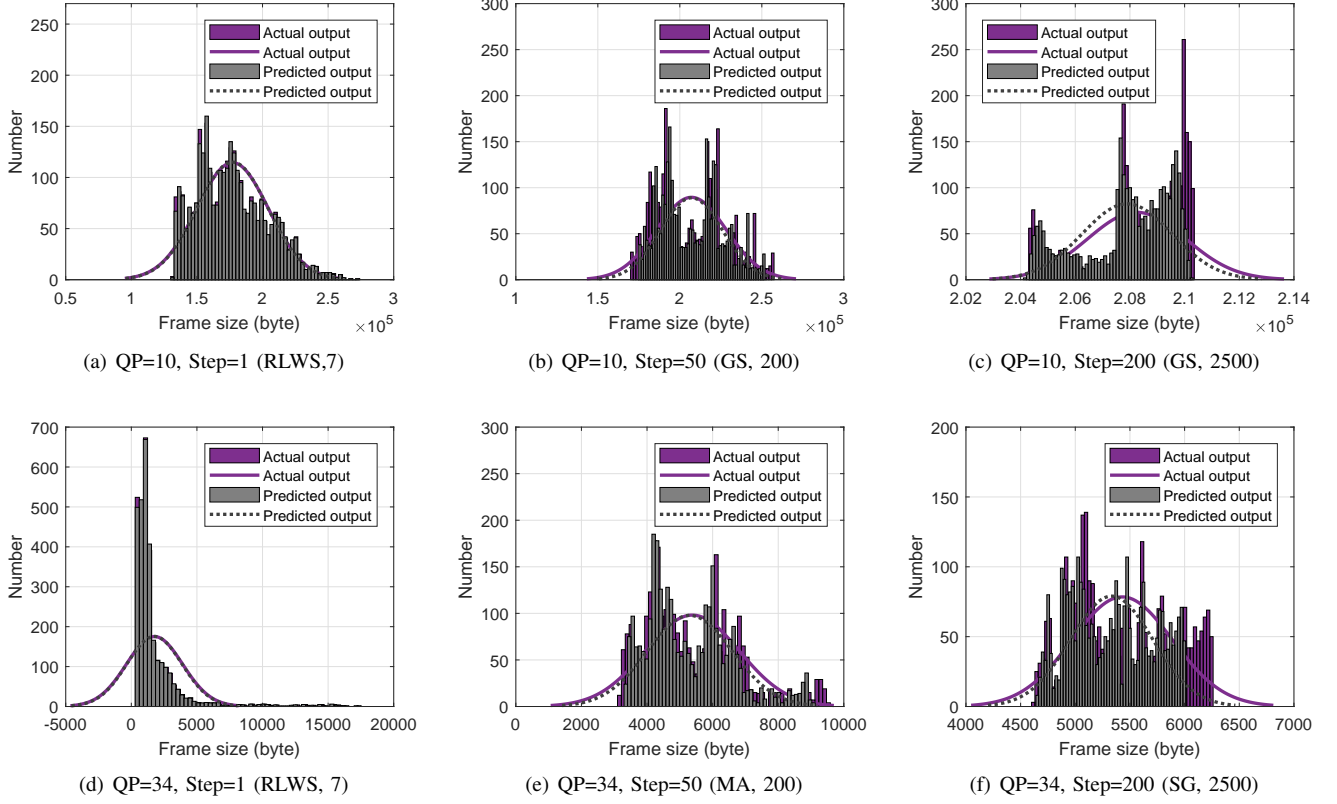 300
300
250
250
250
200
200
200
150
150
150
100
100
100
50
50
50
0
0
0
Number
Number
Number
Actual output
Actual output
Predicted output
Predicted output
Actual output
Actual output
Predicted output
Predicted output
Actual output
Actual output
Predicted output
Predicted output
0.5 1 1.5 2 2.5 3
1 1.5 2 2.5 3
2.02 2.04 2.06 2.08 2.1 2.12 2.14
Frame size (byte)
×10⁵
Frame size (byte)
×10⁵
Frame size (byte)
×10⁵
(a) QP=10, Step=1 (RLWS,7)
(b) QP=10, Step=50 (GS, 200)
(c) QP=10, Step=200 (GS, 2500)
700
600
500
400
300
200
100
0
Number
Actual output
Actual output
Predicted output
Predicted output
-5000 0 5000 10000 15000 20000
Frame size (byte)
300
250
200
150
100
50
0
Number
Actual output
Actual output
Predicted output
Predicted output
0 2000 4000 6000 8000 10000
Frame size (byte)
200
150
100
50
0
Number
Actual output
Actual output
Predicted output
Predicted output
4000 4500 5000 5500 6000 6500 7000
Frame size (byte)
(d) QP=34, Step=1 (RLWS, 7)
(e) QP=34, Step=50 (MA, 200)
(f) QP=34, Step=200 (SG, 2500)